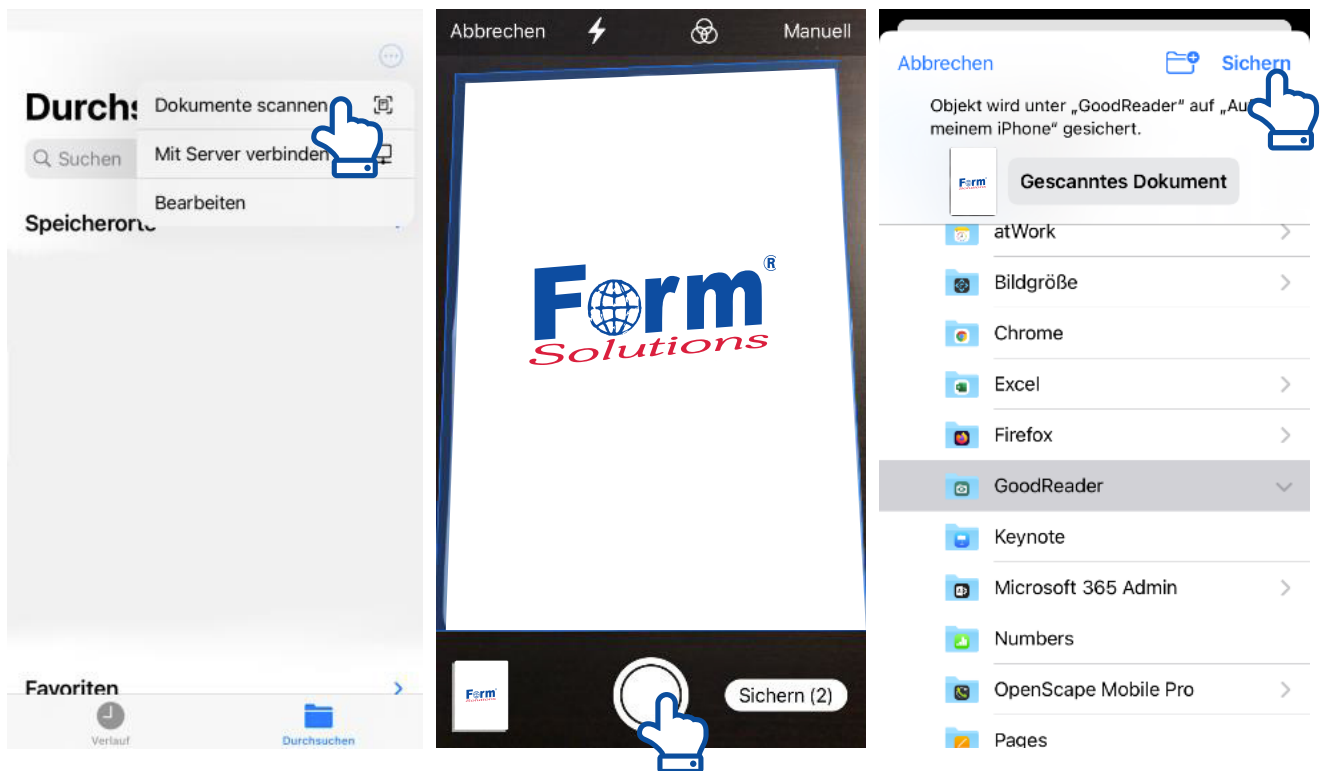 Durchs
Dokumente scannen
Suchen
Mit Server verbinden
Bearbeiten
Speicherorte
Favoriten
Verlauf
Durchsuchen
Abbrechen
Manuell
Form®
Solutions
Form
Sichern (2)
Abbrechen
Sichern
Objekt wird unter „GoodReader" auf „Au
meinem iPhone" gesichert.
Form
Gescanntes Dokument
atWork
Bildgröße
Chrome
Excel
Firefox
GoodReader
Keynote
Microsoft 365 Admin
Numbers
OpenScape Mobile Pro
Pages